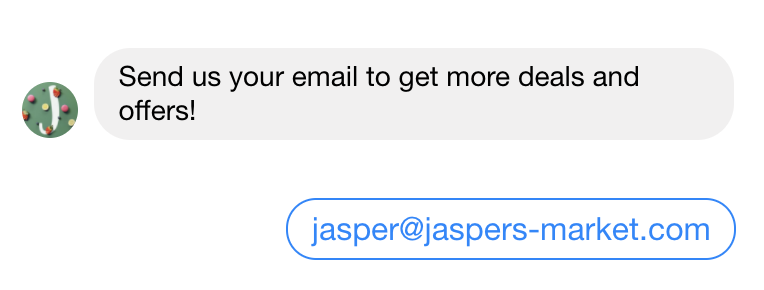 Send us your email to get more deals and
offers!
jasper@jaspers-market.com